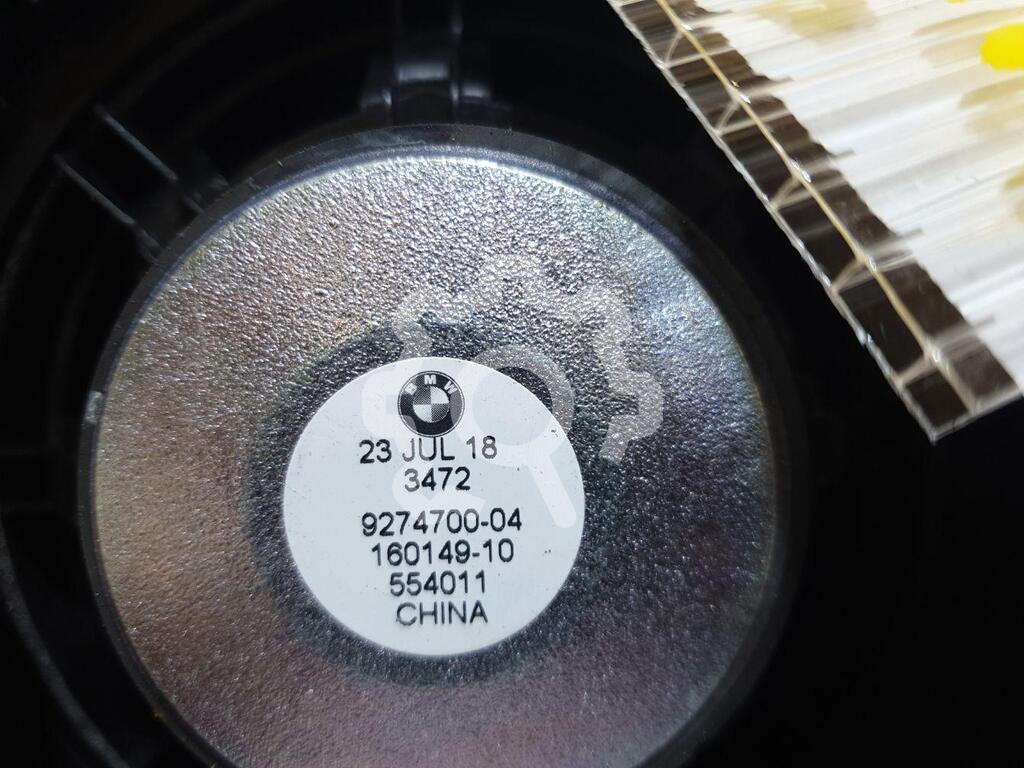 BMW
23 JUL 18
3472
9274700-04
160149-10
554011
CHINA